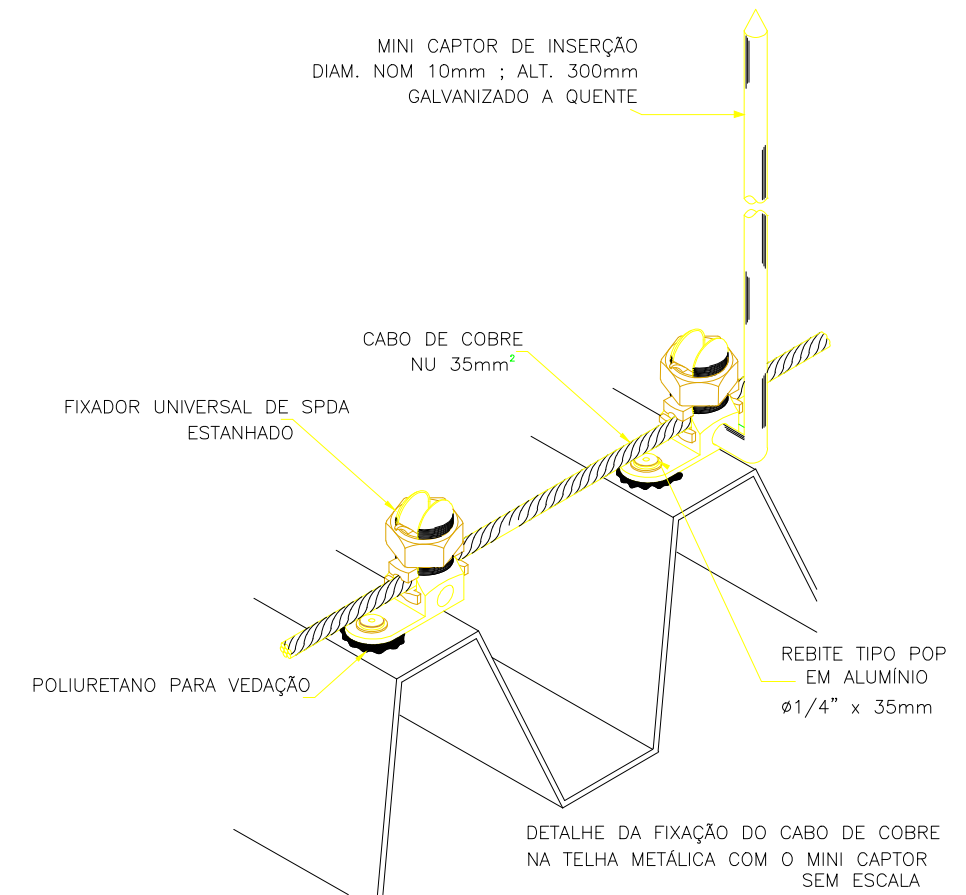 MINI CAPTOR DE INSERÇÃO
DIAM. NOM 10mm ; ALT. 300mm
GALVANIZADO A QUENTE
CABO DE COBRE
NU 35mm²
FIXADOR UNIVERSAL DE SPDA
ESTANHADO
POLIURETANO PARA VEDAÇÃO
REBITE TIPO POP
EM ALUMÍNIO
ø1/4" x 35mm
DETALHE DA FIXAÇÃO DO CABO DE COBRE
NA TELHA METÁLICA COM O MINI CAPTOR
SEM ESCALA